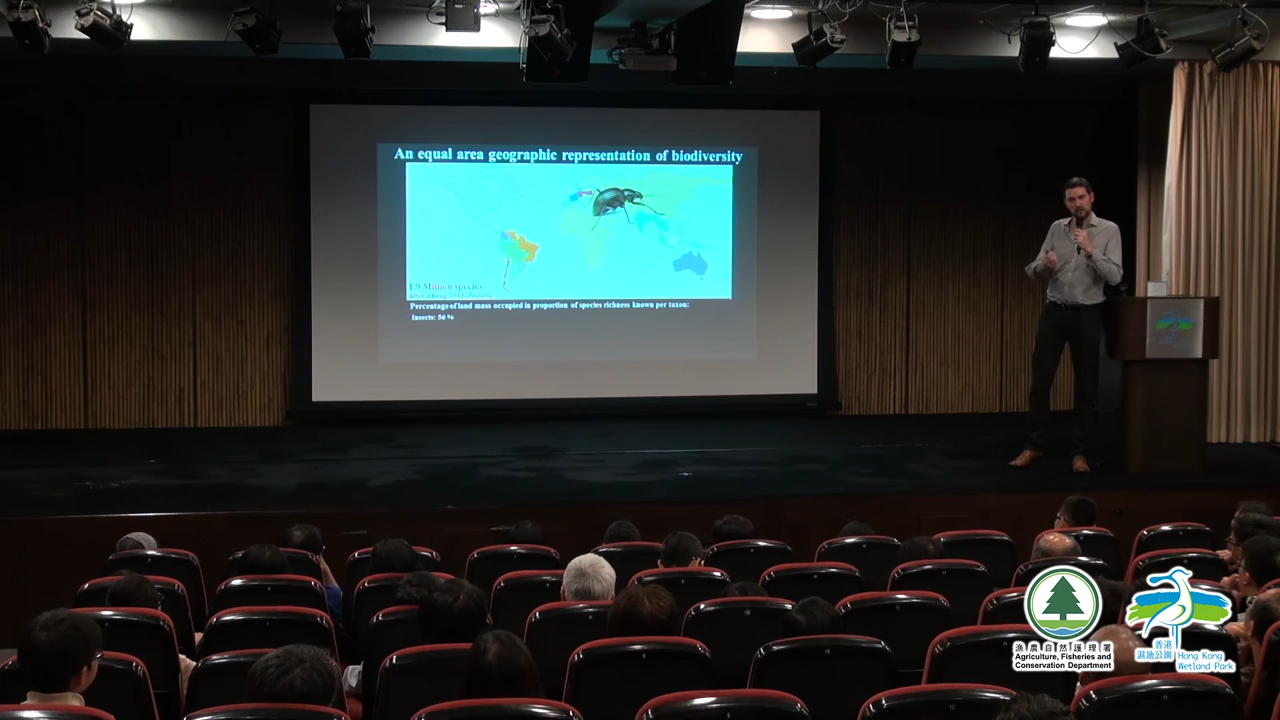 An equal area geographic representation of biodiversity
1.9 Million species
Percentage of land mass occupied in proportion of species richness known per taxon:
Insects: 56 %
漁農自然護理署
Agriculture, Fisheries and
Conservation Department
香港
濕地公園
Hong Kong
Wetland Park